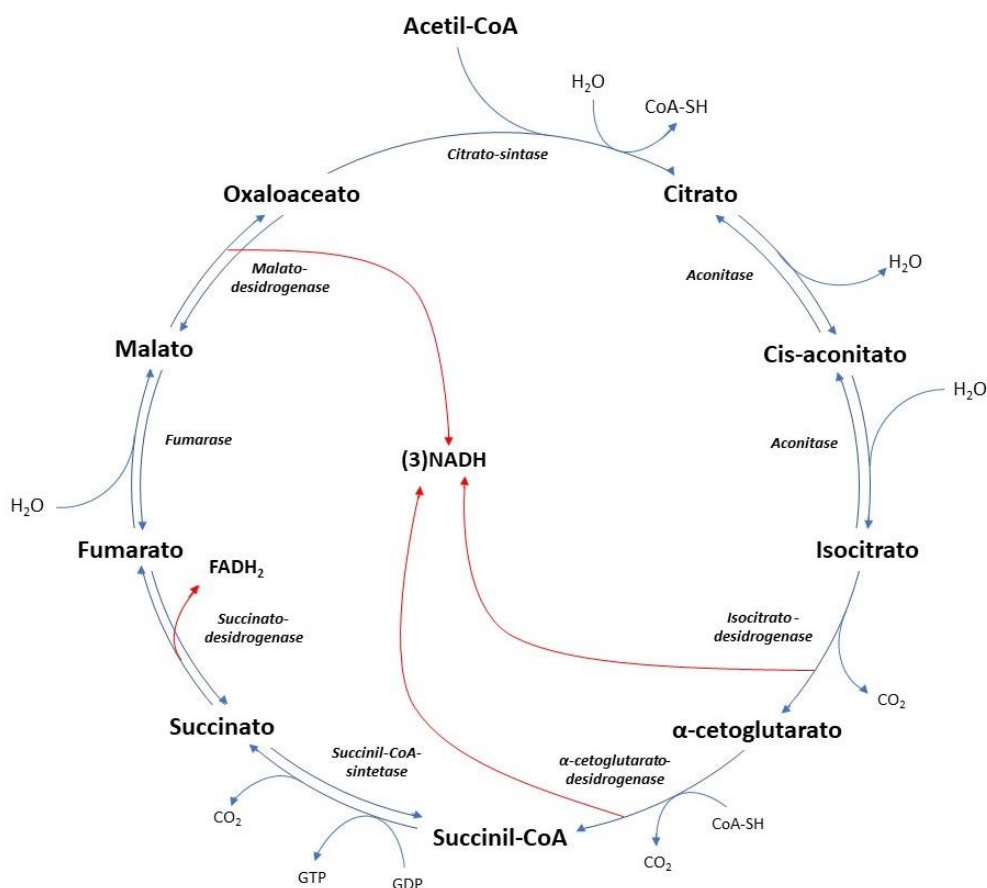 Acetil-CoA
H₂O
CoA-SH
Citrato-sintase
Oxaloaceato
Citrato
Malato-
desidrogenase
Aconitase
H₂O
Malato
Cis-aconitato
H₂O
Fumarase
Aconitase
(3)NADH
H₂O
Fumarato
Isocitrato
FADH₂
Succinato-
desidrogenase
Isocitrato-
desidrogenase
CO₂
Succinato
α-cetoglutarato
Succinil-CoA-
sintetase
α-cetoglutarato-
desidrogenase
CO₂
CoA-SH
Succinil-CoA
CO₂
GTP
GDP